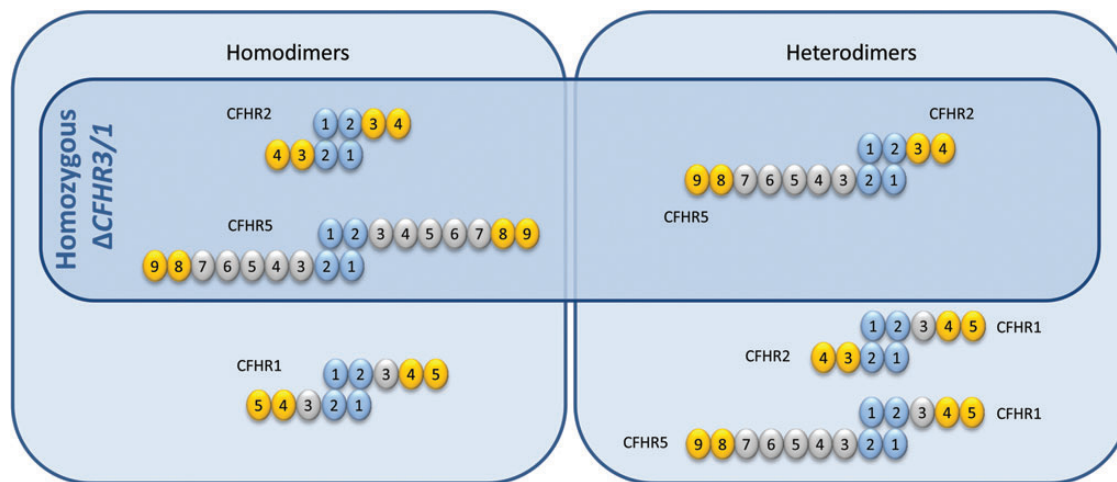 Homodimers
Heterodimers
Homozygous
ΔCFHR3/1
CFHR2
1 2 3 4
4 3 2 1
CFHR5
1 2 3 4 5 6 7 8 9
9 8 7 6 5 4 3 2 1
CFHR1
1 2 3 4 5
5 4 3 2 1
CFHR2
1 2 3 4
9 8 7 6 5 4 3 2 1
CFHR5
1 2 3 4 5 CFHR1
CFHR2 4 3 2 1
1 2 3 4 5 CFHR1
CFHR5 9 8 7 6 5 4 3 2 1